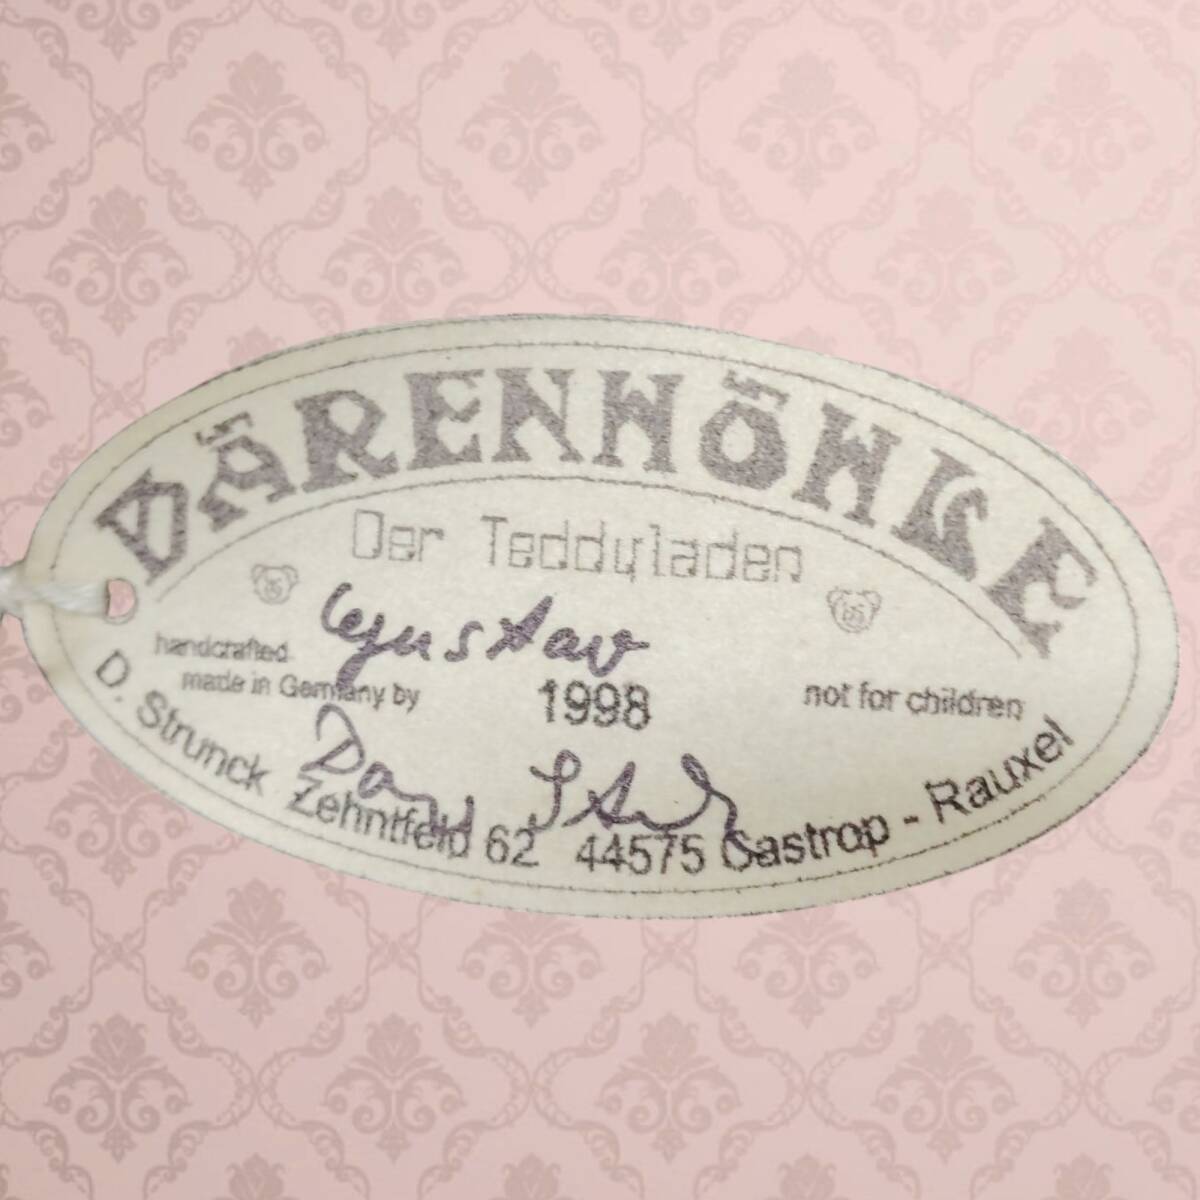 BÄRENHÖHLE
Der Teddyladen
Gustav
handcrafted
made in Germany by
1998
not for children
D. Strunck Zehntfeld 62 44575 Castrop - Rauxel